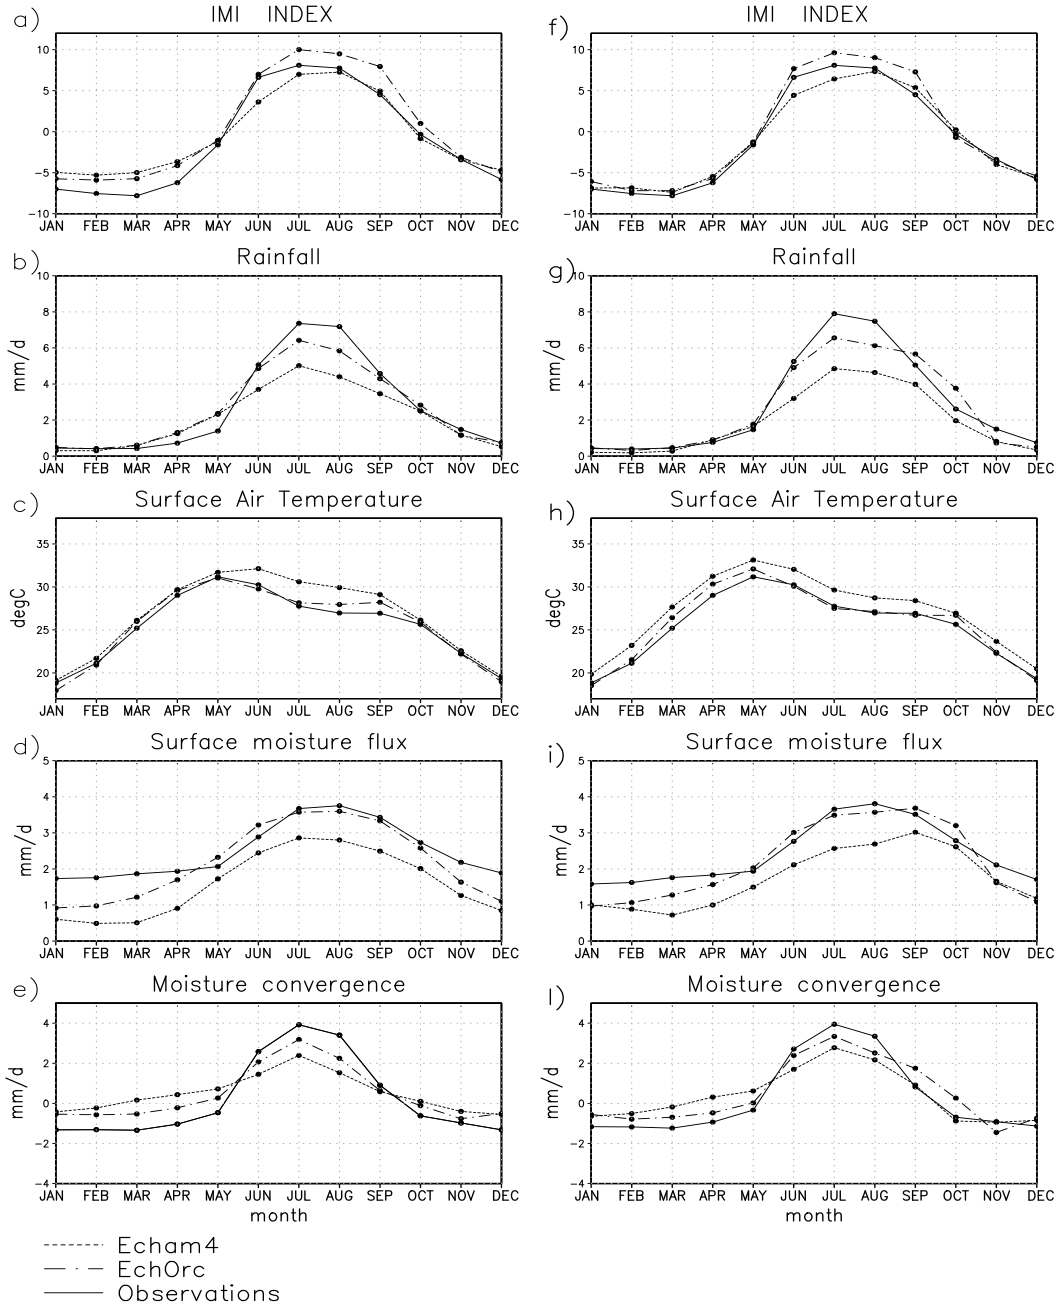 a) IMI INDEX
10
5
0
−5
−10
JAN FEB MAR APR MAY JUN JUL AUG SEP OCT NOV DEC
f) IMI INDEX
10
5
0
−5
−10
JAN FEB MAR APR MAY JUN JUL AUG SEP OCT NOV DEC
b) Rainfall
mm/d
10
8
6
4
2
0
JAN FEB MAR APR MAY JUN JUL AUG SEP OCT NOV DEC
g) Rainfall
mm/d
10
8
6
4
2
0
JAN FEB MAR APR MAY JUN JUL AUG SEP OCT NOV DEC
c) Surface Air Temperature
degC
35
30
25
20
JAN FEB MAR APR MAY JUN JUL AUG SEP OCT NOV DEC
h) Surface Air Temperature
degC
35
30
25
20
JAN FEB MAR APR MAY JUN JUL AUG SEP OCT NOV DEC
d) Surface moisture flux
mm/d
5
4
3
2
1
0
JAN FEB MAR APR MAY JUN JUL AUG SEP OCT NOV DEC
i) Surface moisture flux
mm/d
5
4
3
2
1
0
JAN FEB MAR APR MAY JUN JUL AUG SEP OCT NOV DEC
e) Moisture convergence
mm/d
4
2
0
−2
−4
JAN FEB MAR APR MAY JUN JUL AUG SEP OCT NOV DEC
month
l) Moisture convergence
mm/d
4
2
0
−2
−4
JAN FEB MAR APR MAY JUN JUL AUG SEP OCT NOV DEC
month
Echam4
EchOrc
Observations